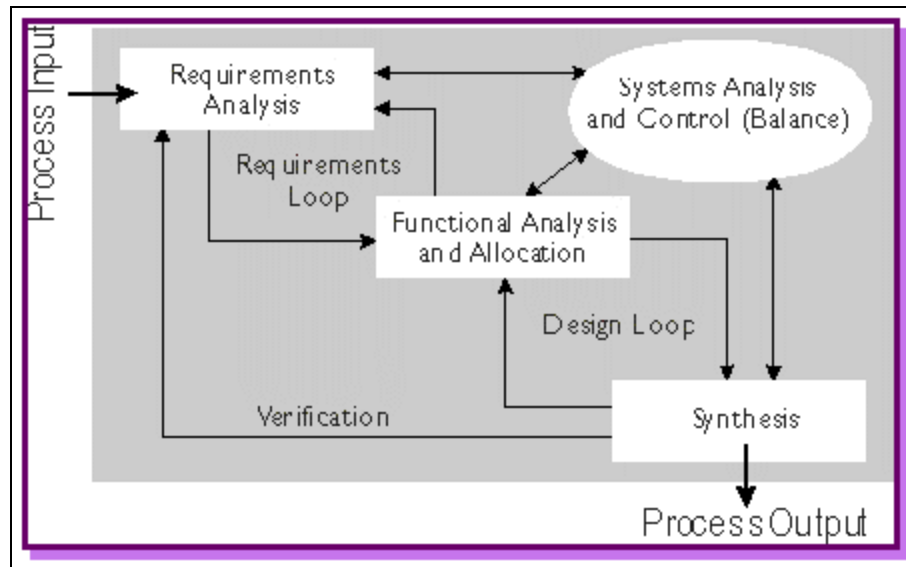 Process Input
Requirements
Analysis
Systems Analysis
and Control (Balance)
Requirements
Loop
Functional Analysis
and Allocation
Design Loop
Verification
Synthesis
Process Output